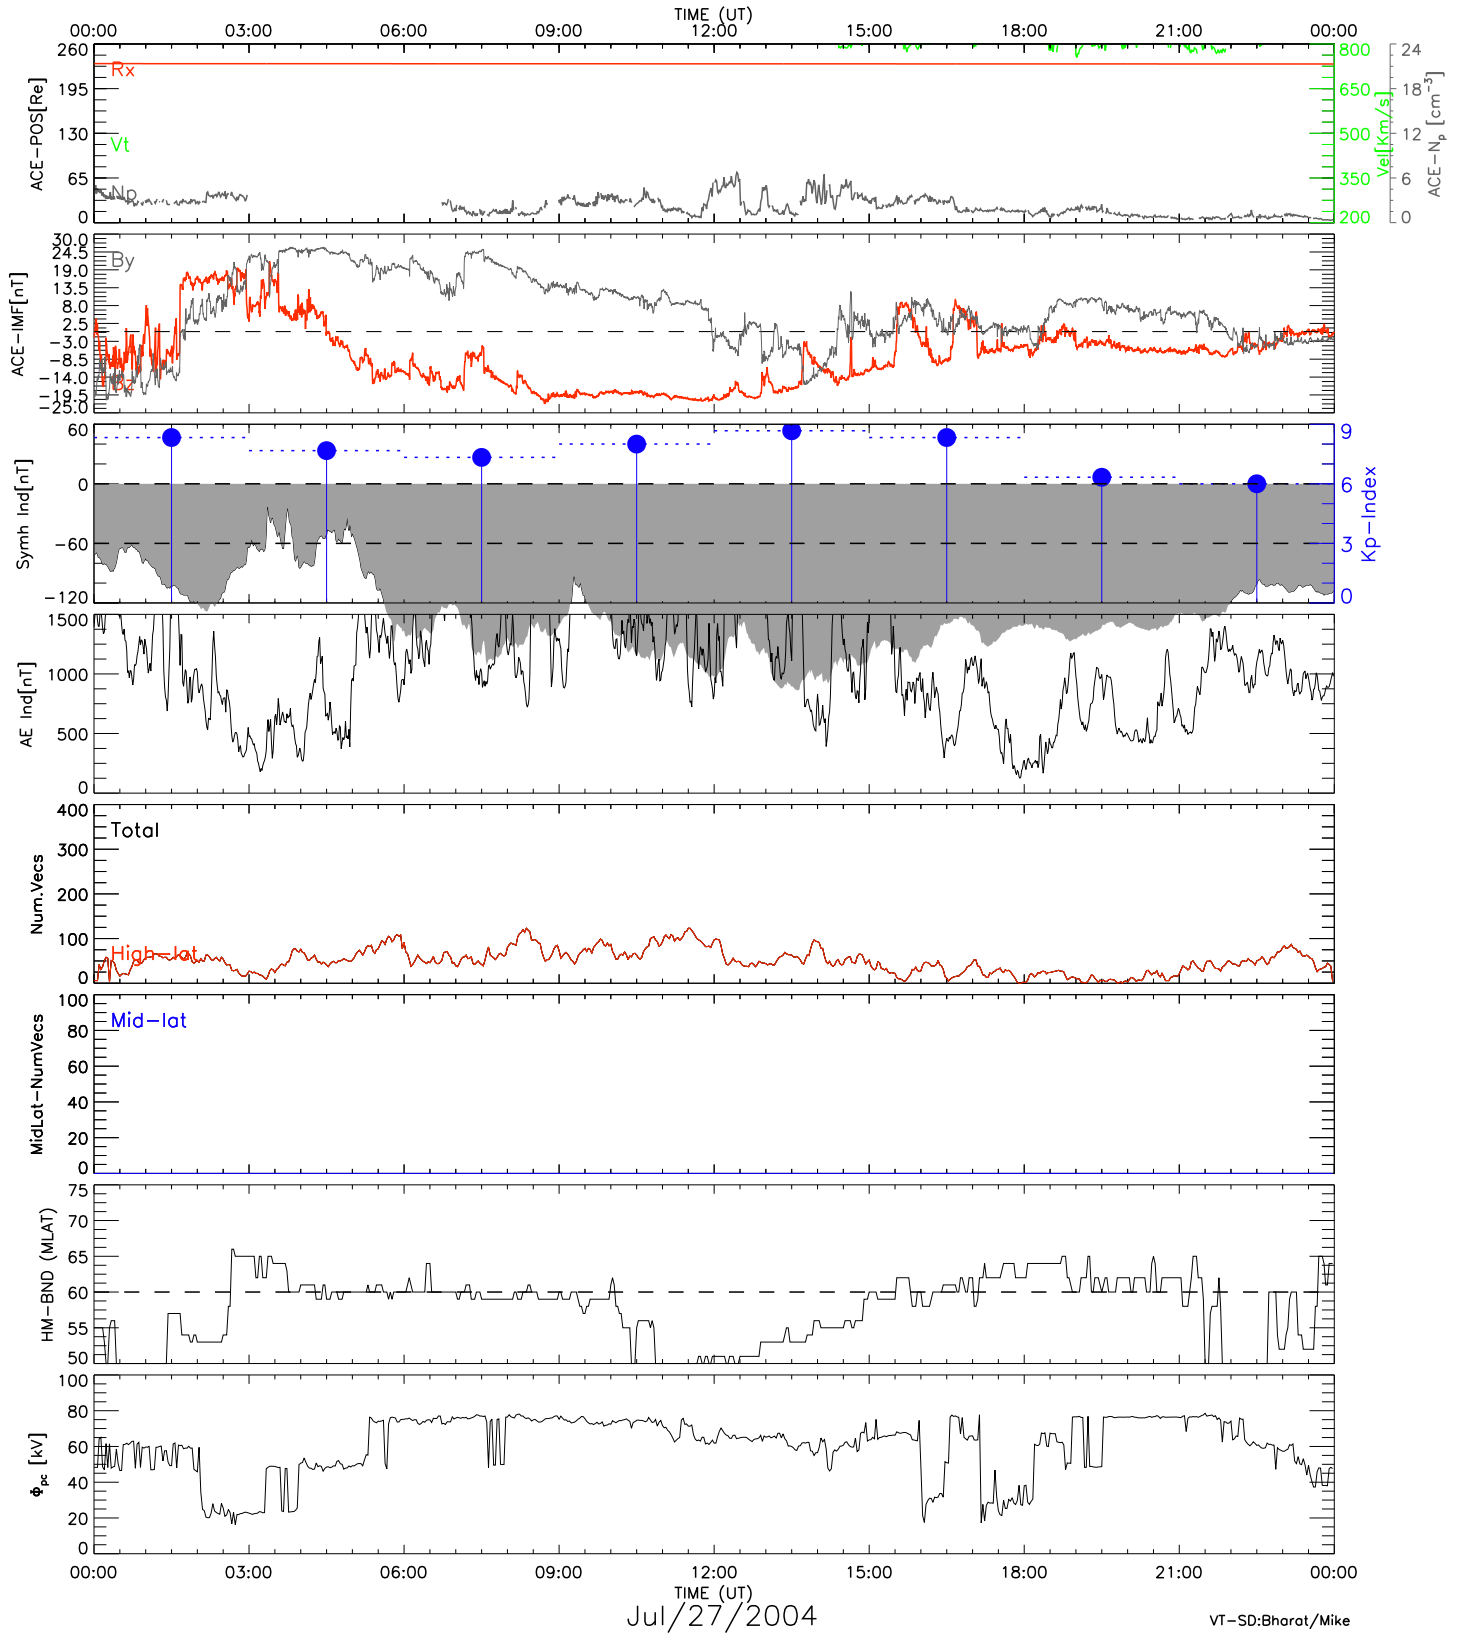 TIME (UT)
00:00 03:00 06:00 09:00 12:00 15:00 18:00 21:00 00:00
ACE-POS[Re]
260
195
130
65
0
Rx
Vt
Np
800
650
500
350
200
Vel[Km/s]
24
18
12
6
0
ACE-Np [cm-3]
ACE-IMF[nT]
30.0
24.5
19.0
13.5
8.0
2.5
-3.0
-8.5
-14.0
-19.5
-25.0
By
Bz
Symh Ind[nT]
60
0
-60
-120
9
6
3
0
Kp-Index
AE Ind[nT]
1500
1000
500
0
Num.Vecs
400
300
200
100
0
Total
High-lat
MidLat-NumVecs
100
80
60
40
20
0
Mid-lat
HM-BND (MLAT)
75
70
65
60
55
50
Φpc [kV]
100
80
60
40
20
0
00:00 03:00 06:00 09:00 12:00 15:00 18:00 21:00 00:00
TIME (UT)
Jul/27/2004
VT-SD:Bharat/Mike